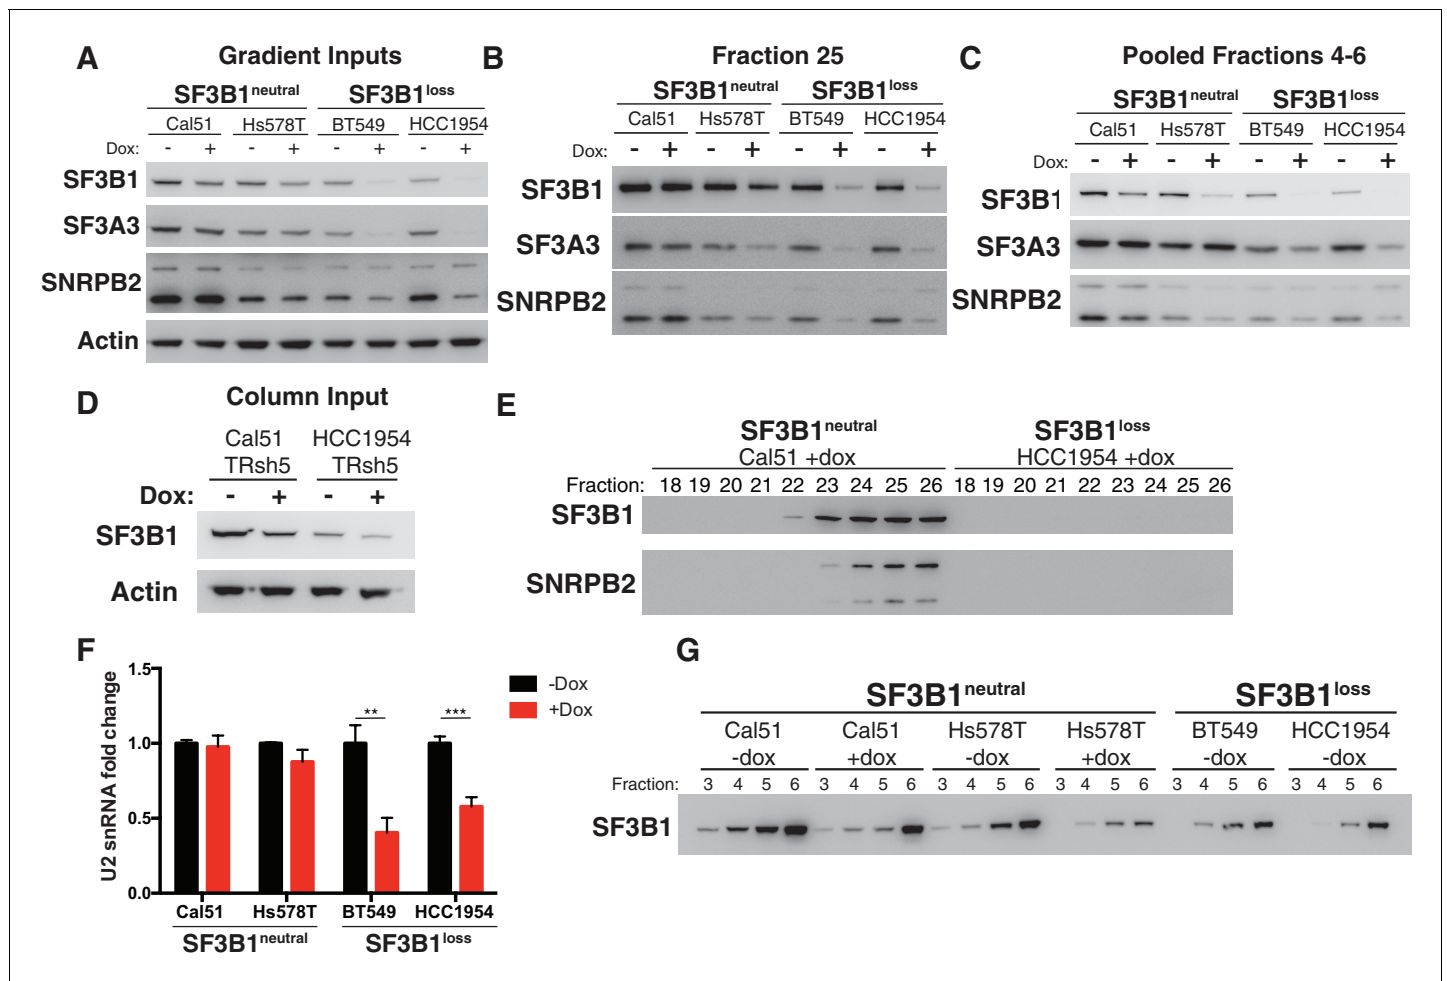 A
Gradient Inputs
SF3B1neutral SF3B1loss
Cal51 Hs578T BT549 HCC1954
Dox: - + - + - + - +
SF3B1
SF3A3
SNRPB2
Actin
B
Fraction 25
SF3B1neutral SF3B1loss
Cal51 Hs578T BT549 HCC1954
Dox: - + - + - + - +
SF3B1
SF3A3
SNRPB2
C
Pooled Fractions 4-6
SF3B1neutral SF3B1loss
Cal51 Hs578T BT549 HCC1954
Dox: - + - + - + - +
SF3B1
SF3A3
SNRPB2
D
Column Input
Cal51 HCC1954
TRsh5 TRsh5
Dox: - + - +
SF3B1
Actin
E
SF3B1neutral SF3B1loss
Cal51 +dox HCC1954 +dox
Fraction: 18 19 20 21 22 23 24 25 26 18 19 20 21 22 23 24 25 26
SF3B1
SNRPB2
F
U2 snRNA fold change
1.5
1.0
0.5
0.0
** ***
-Dox
+Dox
Cal51 Hs578T BT549 HCC1954
SF3B1neutral SF3B1loss
G
SF3B1neutral SF3B1loss
Cal51 Cal51 Hs578T Hs578T BT549 HCC1954
-dox +dox -dox +dox -dox -dox
Fraction: 3 4 5 6 3 4 5 6 3 4 5 6 3 4 5 6 3 4 5 6 3 4 5 6
SF3B1